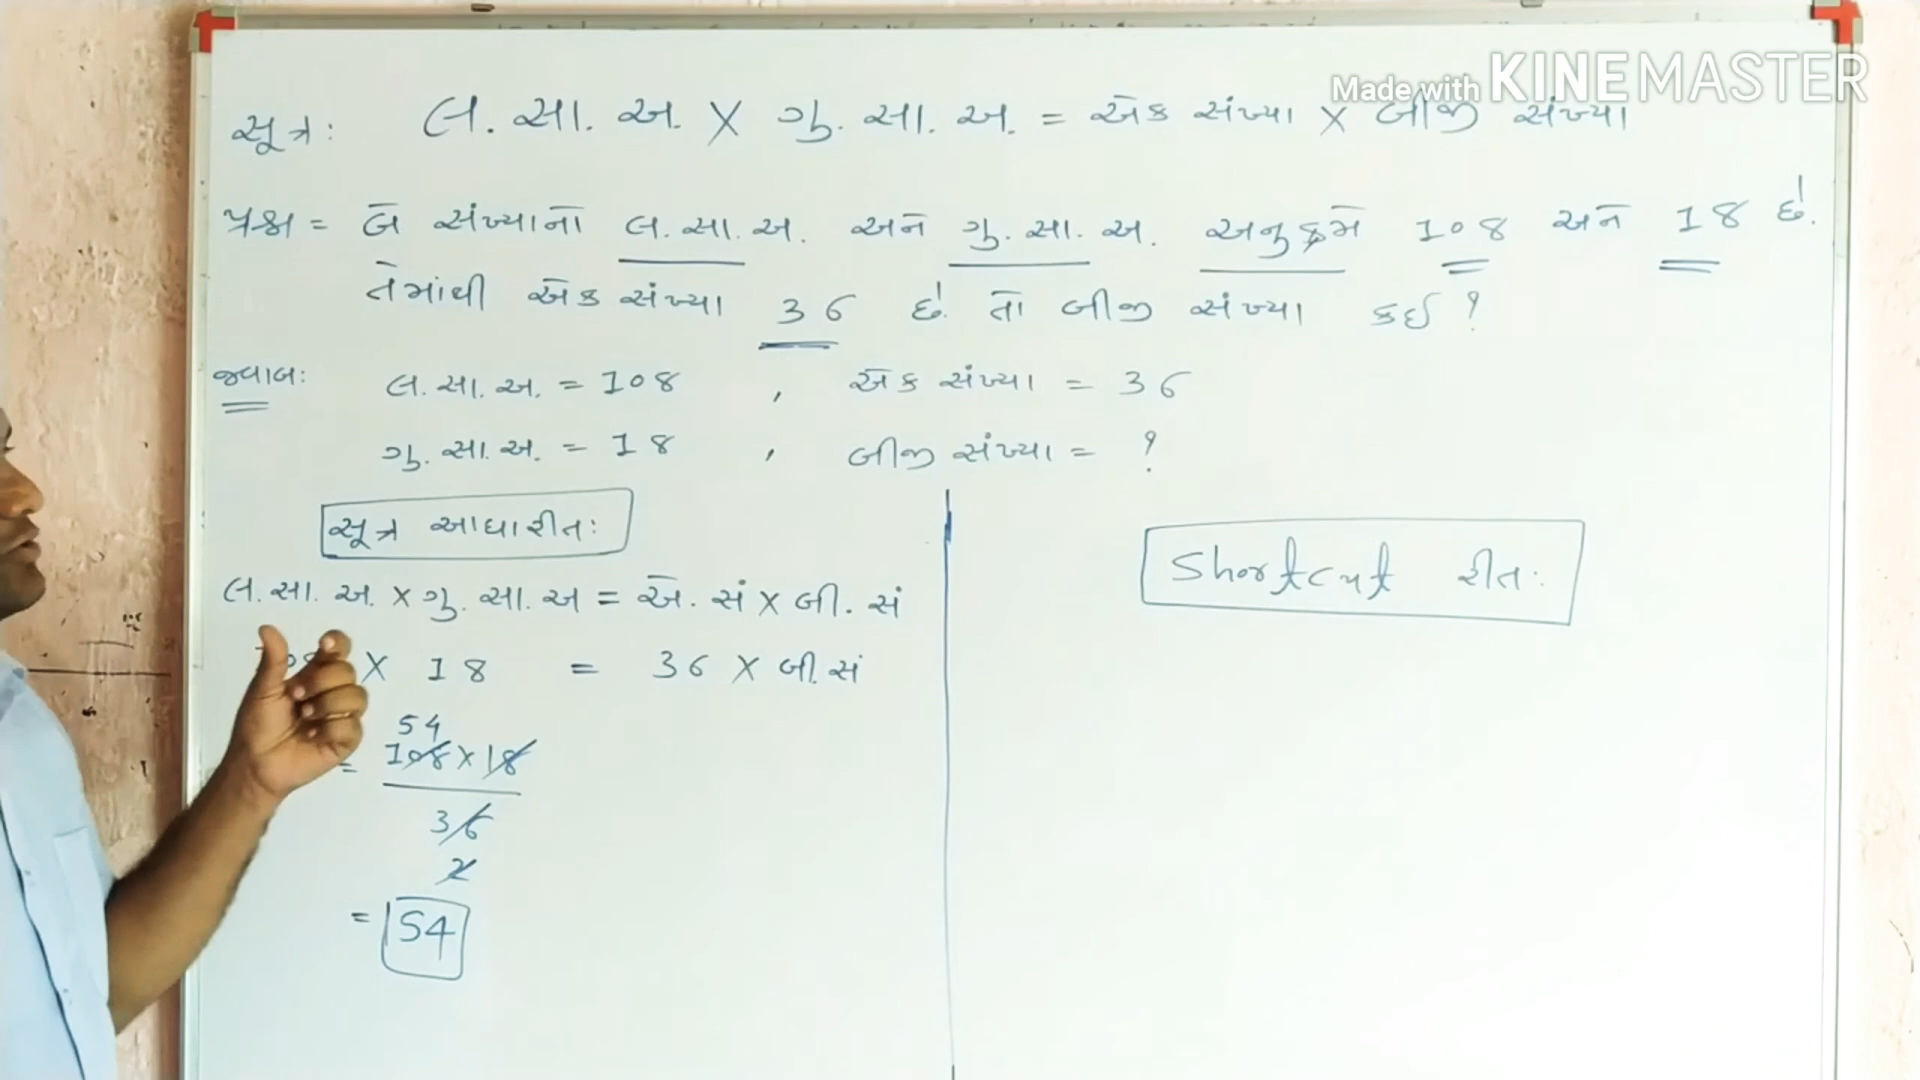 Made with KINEMASTER
સૂત્ર: લ. સા. અ. X ગુ. સા. અ. = એક સંખ્યા X બીજી સંખ્યા
પ્રશ્ન = બે સંખ્યાના લ. સા. અ. અને ગુ. સા. અ. અનુક્રમે 108 અને 18 છે.
તેમાંથી એક સંખ્યા 36 છે તો બીજી સંખ્યા કઈ ?
જવાબ: લ. સા. અ. = 108 , એક સંખ્યા = 36
ગુ. સા. અ. = 18 , બીજી સંખ્યા = ?
સૂત્ર આધારીત:
લ. સા. અ. X ગુ. સા. અ = એ. સં X બી. સં
X 18 = 36 X બી. સં
54
= 108 X 18
36
2
= 54
Shortcut રીત: